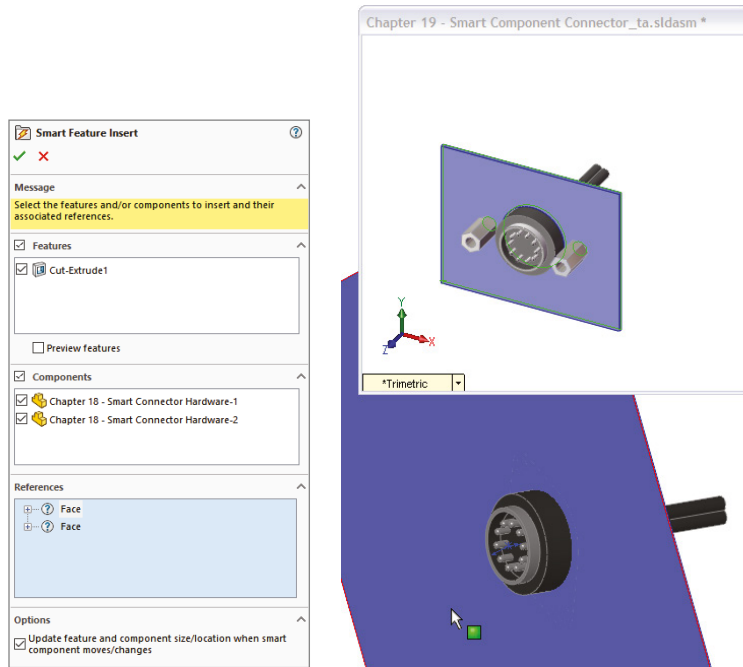 Chapter 19 - Smart Component Connector_ta.sldasm *
Smart Feature Insert
Message
Select the features and/or components to insert and their
associated references.
Features
Cut-Extrude1
Preview features
Components
Chapter 18 - Smart Connector Hardware-1
Chapter 18 - Smart Connector Hardware-2
References
Face
Face
Options
Update feature and component size/location when smart
component moves/changes
Y
Z
X
*Trimetric